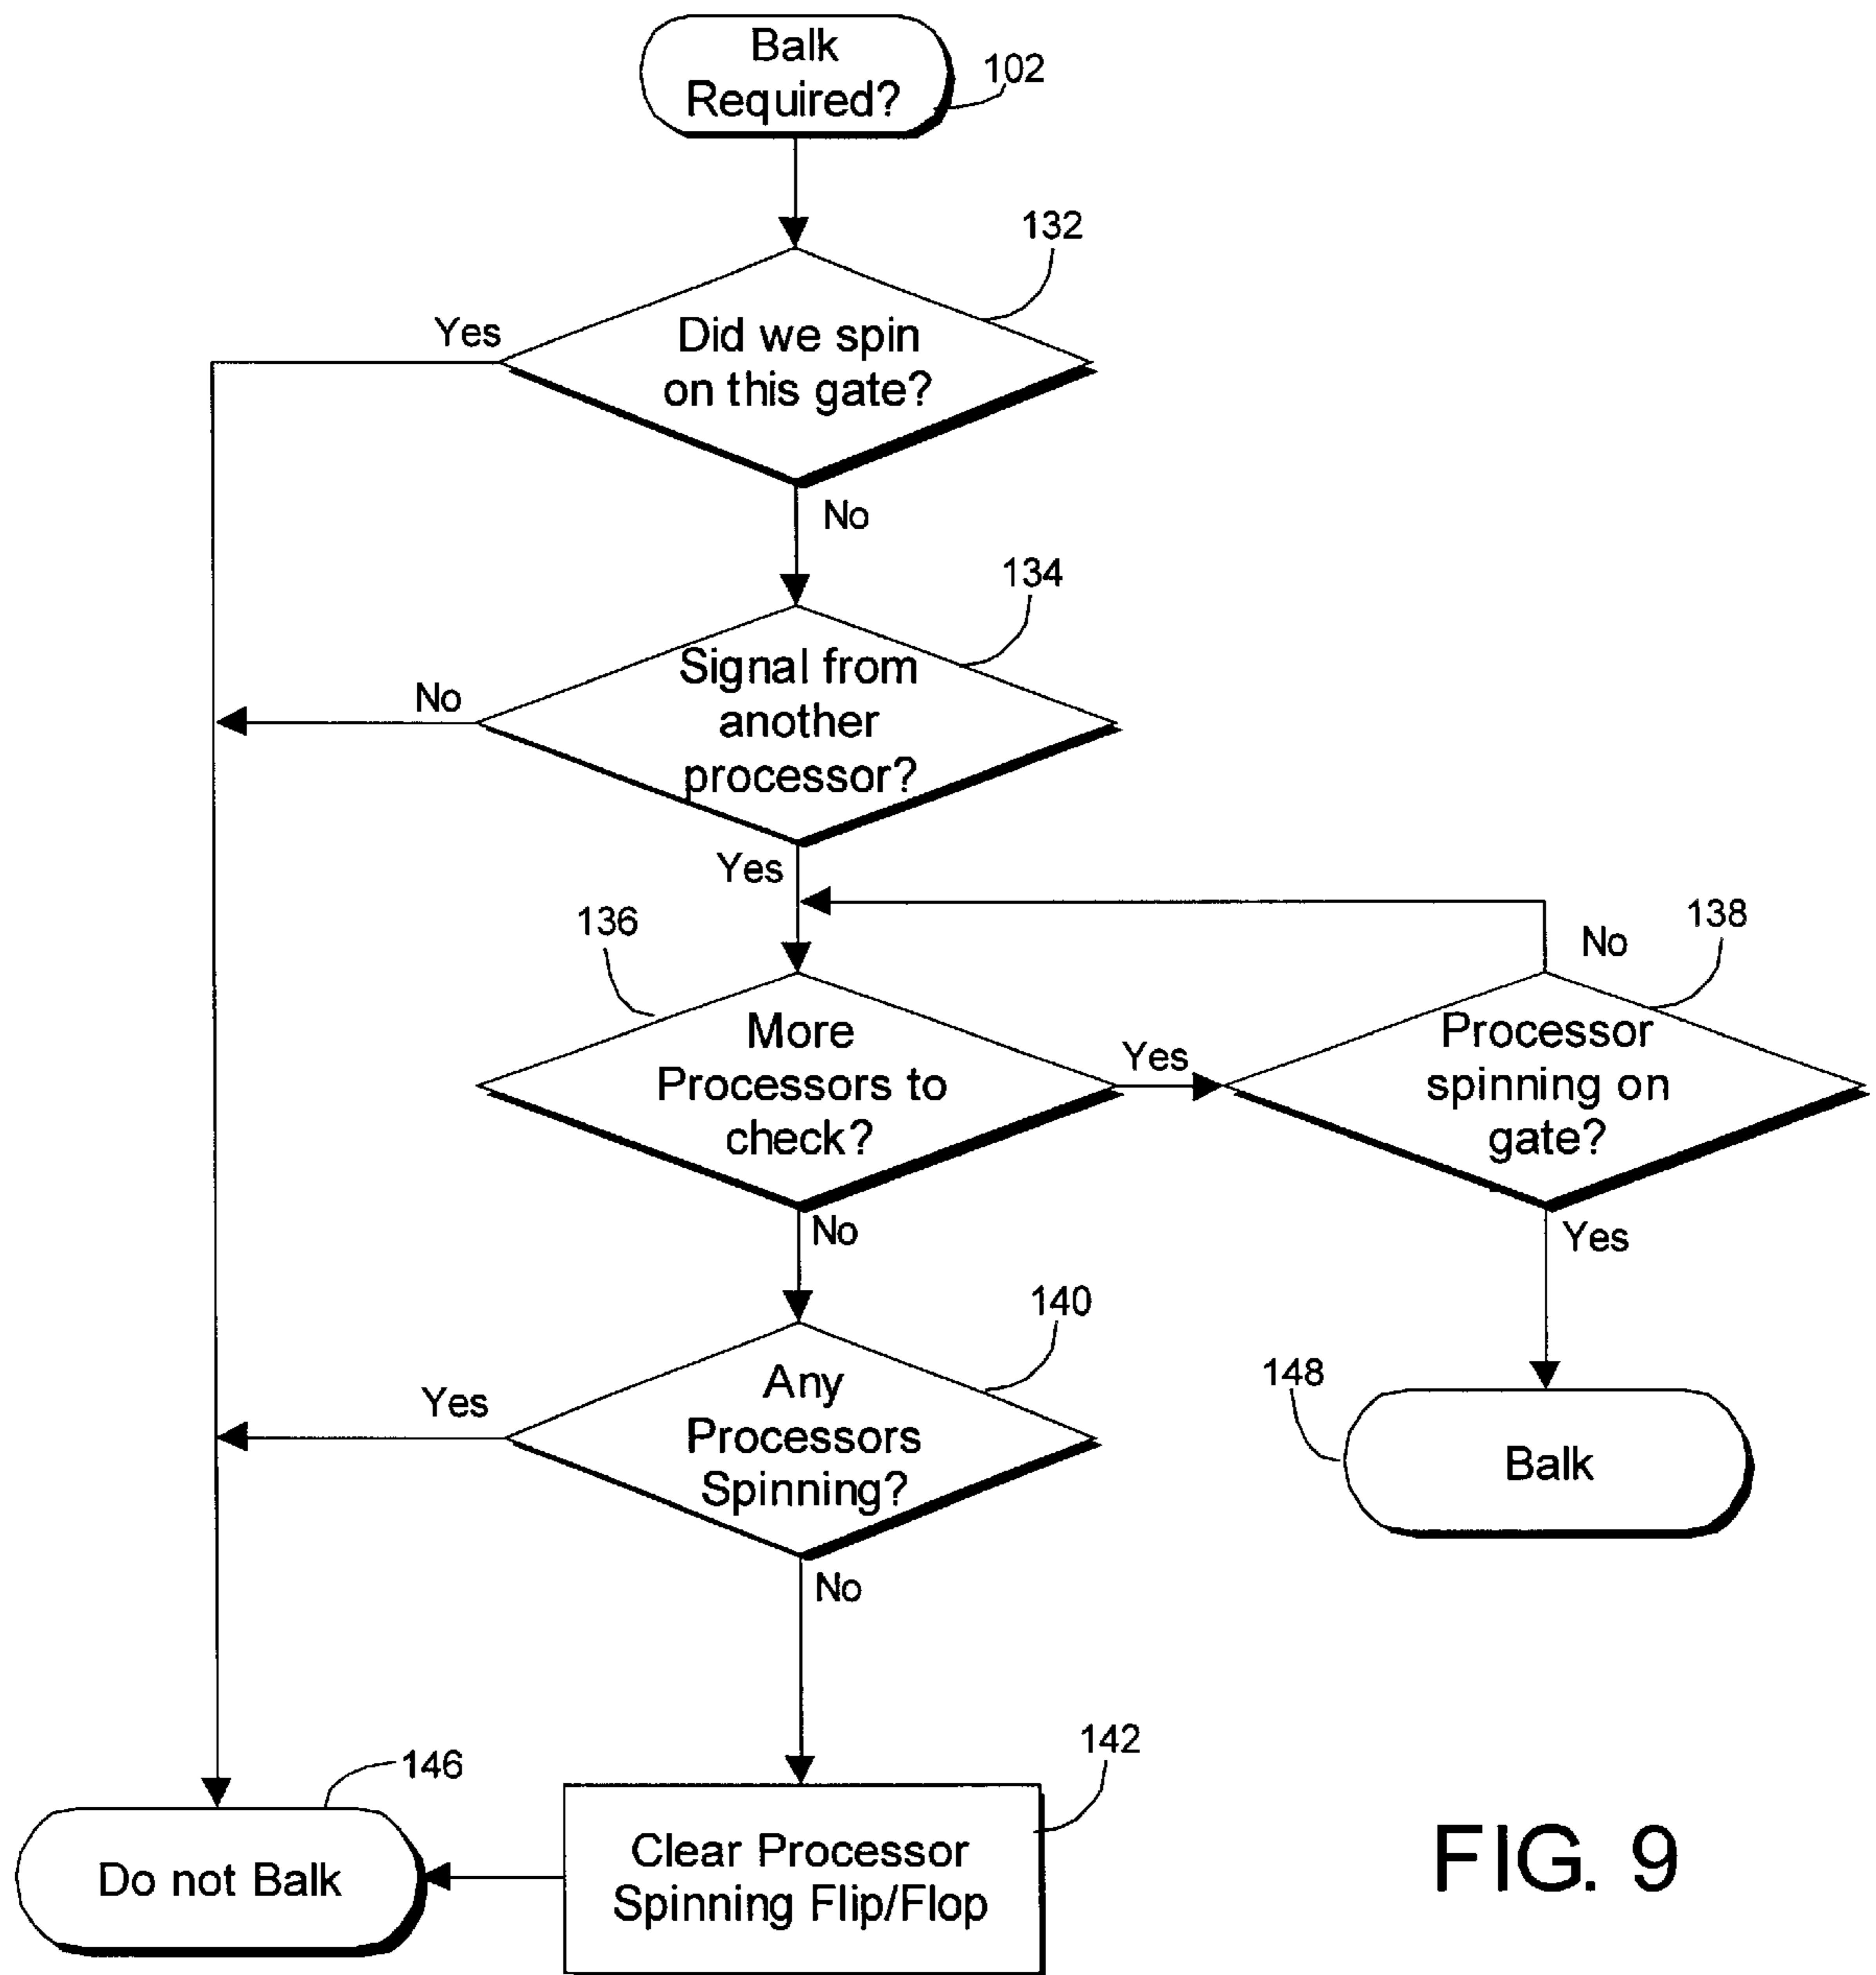 Balk
Required?
102
132
Yes
Did we spin
on this gate?
No
134
Signal from
another
processor?
No
Yes
136
138
No
More
Processors to
check?
Yes
Processor
spinning on
gate?
No
Yes
140
Any
Processors
Spinning?
Yes
148
Balk
No
142
146
Clear Processor
Spinning Flip/Flop
Do not Balk
FIG. 9